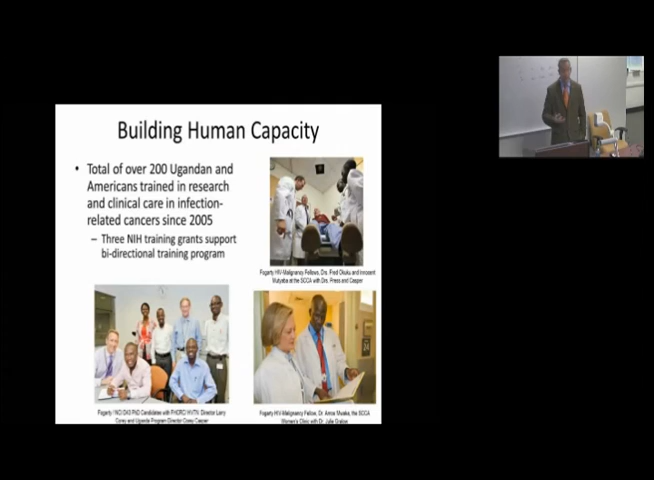 Building Human Capacity
• Total of over 200 Ugandan and
Americans trained in research
and clinical care in infection-
related cancers since 2005
– Three NIH training grants support
bi-directional training program
Fogarty HIV-Malignancy Fellows, Drs. Fred Okuku and Innocent
Mutyaba at the SCCA with Drs. Press and Casper
Fogarty / NCI D43 PhD Candidates with FHCRC/ HVTN Director Larry
Corey and Uganda Program Director Corey Casper
Fogarty HIV-Malignancy Fellow, Dr. Amos Mwaka, the SCCA
Women's Clinic with Dr. Julie Gralow